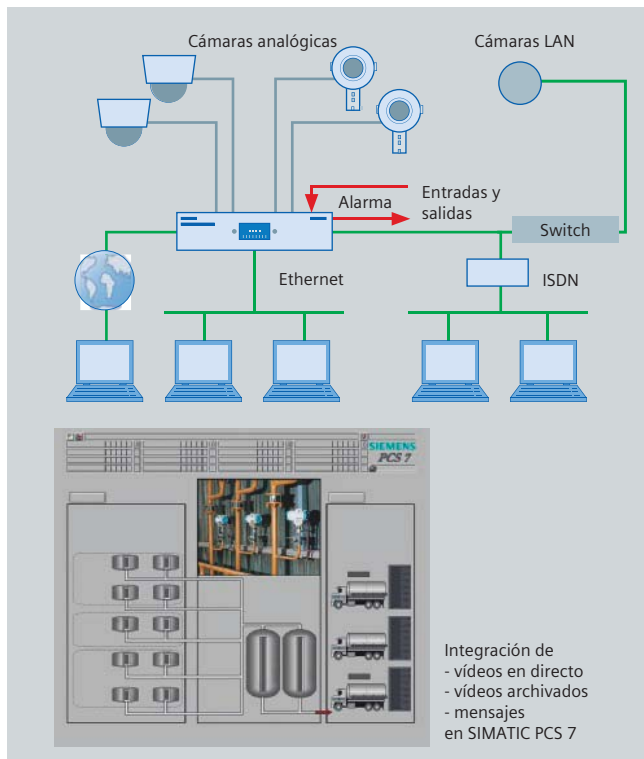 Cámaras analógicas
Cámaras LAN
Alarma
Entradas y
salidas
Switch
Ethernet
ISDN
SIEMENS
PCS 7
Integración de
- vídeos en directo
- vídeos archivados
- mensajes
en SIMATIC PCS 7